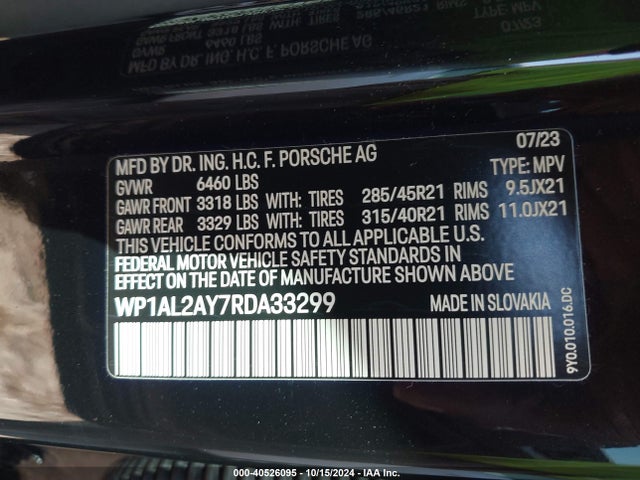 07/23
MFD BY DR. ING. H.C. F. PORSCHE AG
GVWR 6460 LBS TYPE: MPV
GAWR FRONT 3318 LBS WITH: TIRES 285/45R21 RIMS 9.5JX21
GAWR REAR 3329 LBS WITH: TIRES 315/40R21 RIMS 11.0JX21
THIS VEHICLE CONFORMS TO ALL APPLICABLE U.S.
FEDERAL MOTOR VEHICLE SAFETY STANDARDS IN
EFFECT ON THE DATE OF MANUFACTURE SHOWN ABOVE.
WP1AL2AY7RDA33299 MADE IN SLOVAKIA
9Y0.010.016.DC
000-40526095 - 10/15/2024 - IAA Inc.